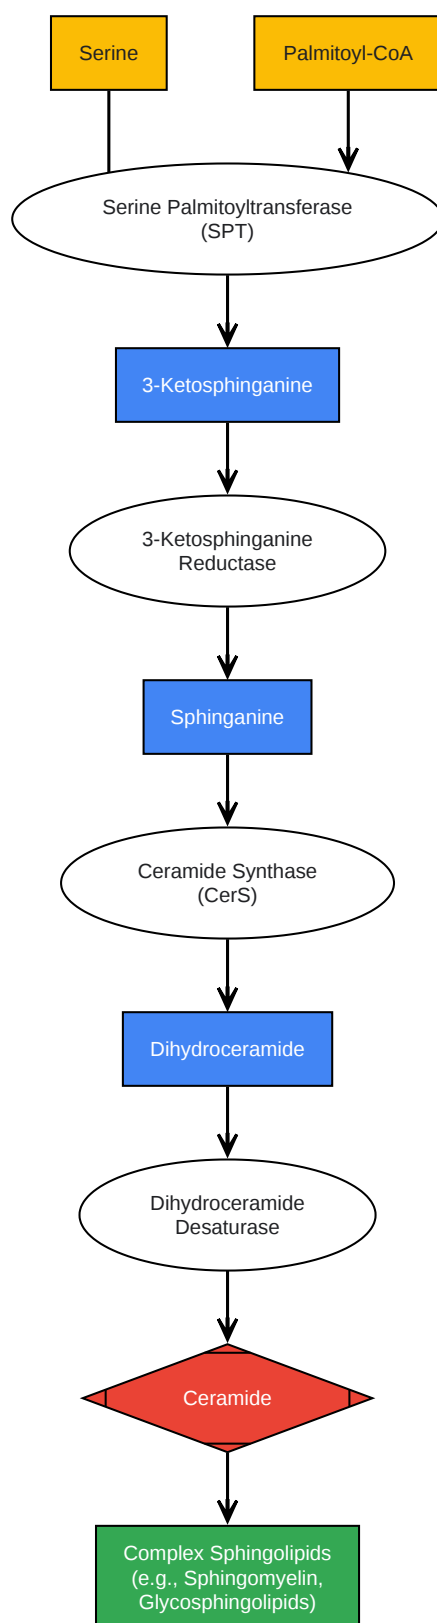 Serine
Palmitoyl-CoA
Serine Palmitoyltransferase
(SPT)
3-Ketosphinganine
3-Ketosphinganine
Reductase
Sphinganine
Ceramide Synthase
(CerS)
Dihydroceramide
Dihydroceramide
Desaturase
Ceramide
Complex Sphingolipids
(e.g., Sphingomyelin,
Glycosphingolipids)